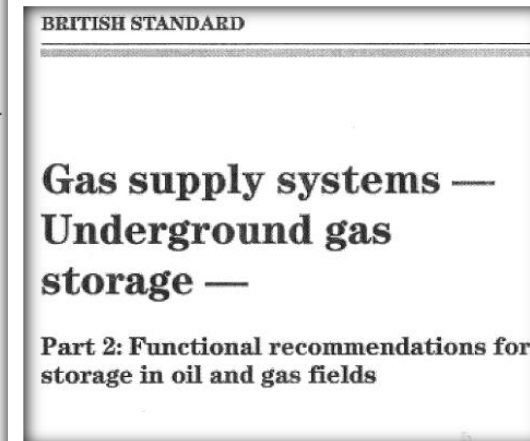 BRITISH STANDARD
Gas supply systems —
Underground gas
storage —
Part 2: Functional recommendations for
storage in oil and gas fields